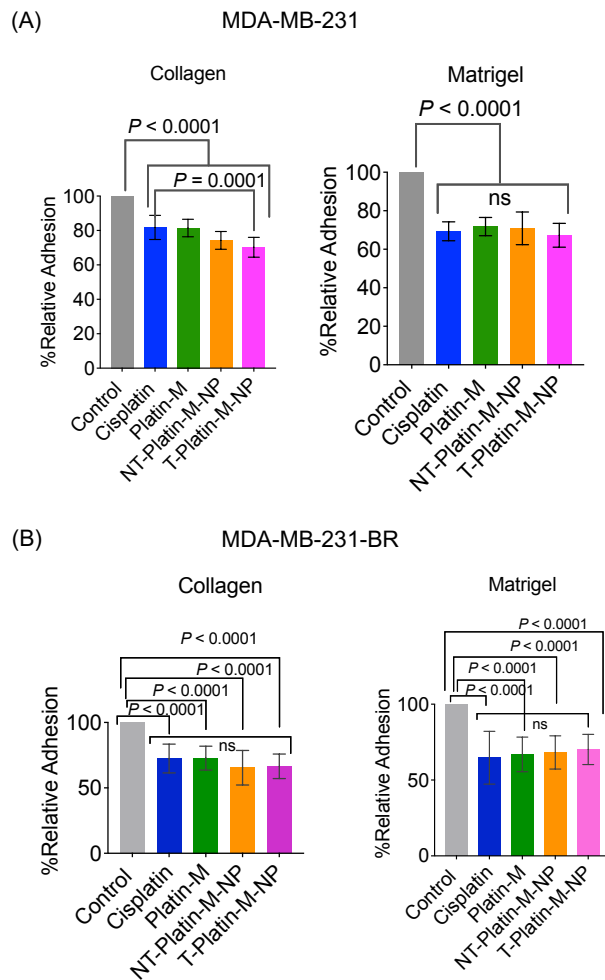 (A)
MDA-MB-231
Collagen
P < 0.0001
P = 0.0001
100
80
60
40
20
0
%Relative Adhesion
Control
Cisplatin
Platin-M
NT-Platin-M-NP
T-Platin-M-NP
Matrigel
P < 0.0001
ns
100
80
60
40
20
0
%Relative Adhesion
Control
Cisplatin
Platin-M
NT-Platin-M-NP
T-Platin-M-NP
(B)
MDA-MB-231-BR
Collagen
P < 0.0001
P < 0.0001
P < 0.0001
P < 0.0001
ns
100
50
0
%Relative Adhesion
Control
Cisplatin
Platin-M
NT-Platin-M-NP
T-Platin-M-NP
Matrigel
P < 0.0001
P < 0.0001
P < 0.0001
P < 0.0001
ns
100
50
0
%Relative Adhesion
Control
Cisplatin
Platin-M
NT-Platin-M-NP
T-Platin-M-NP